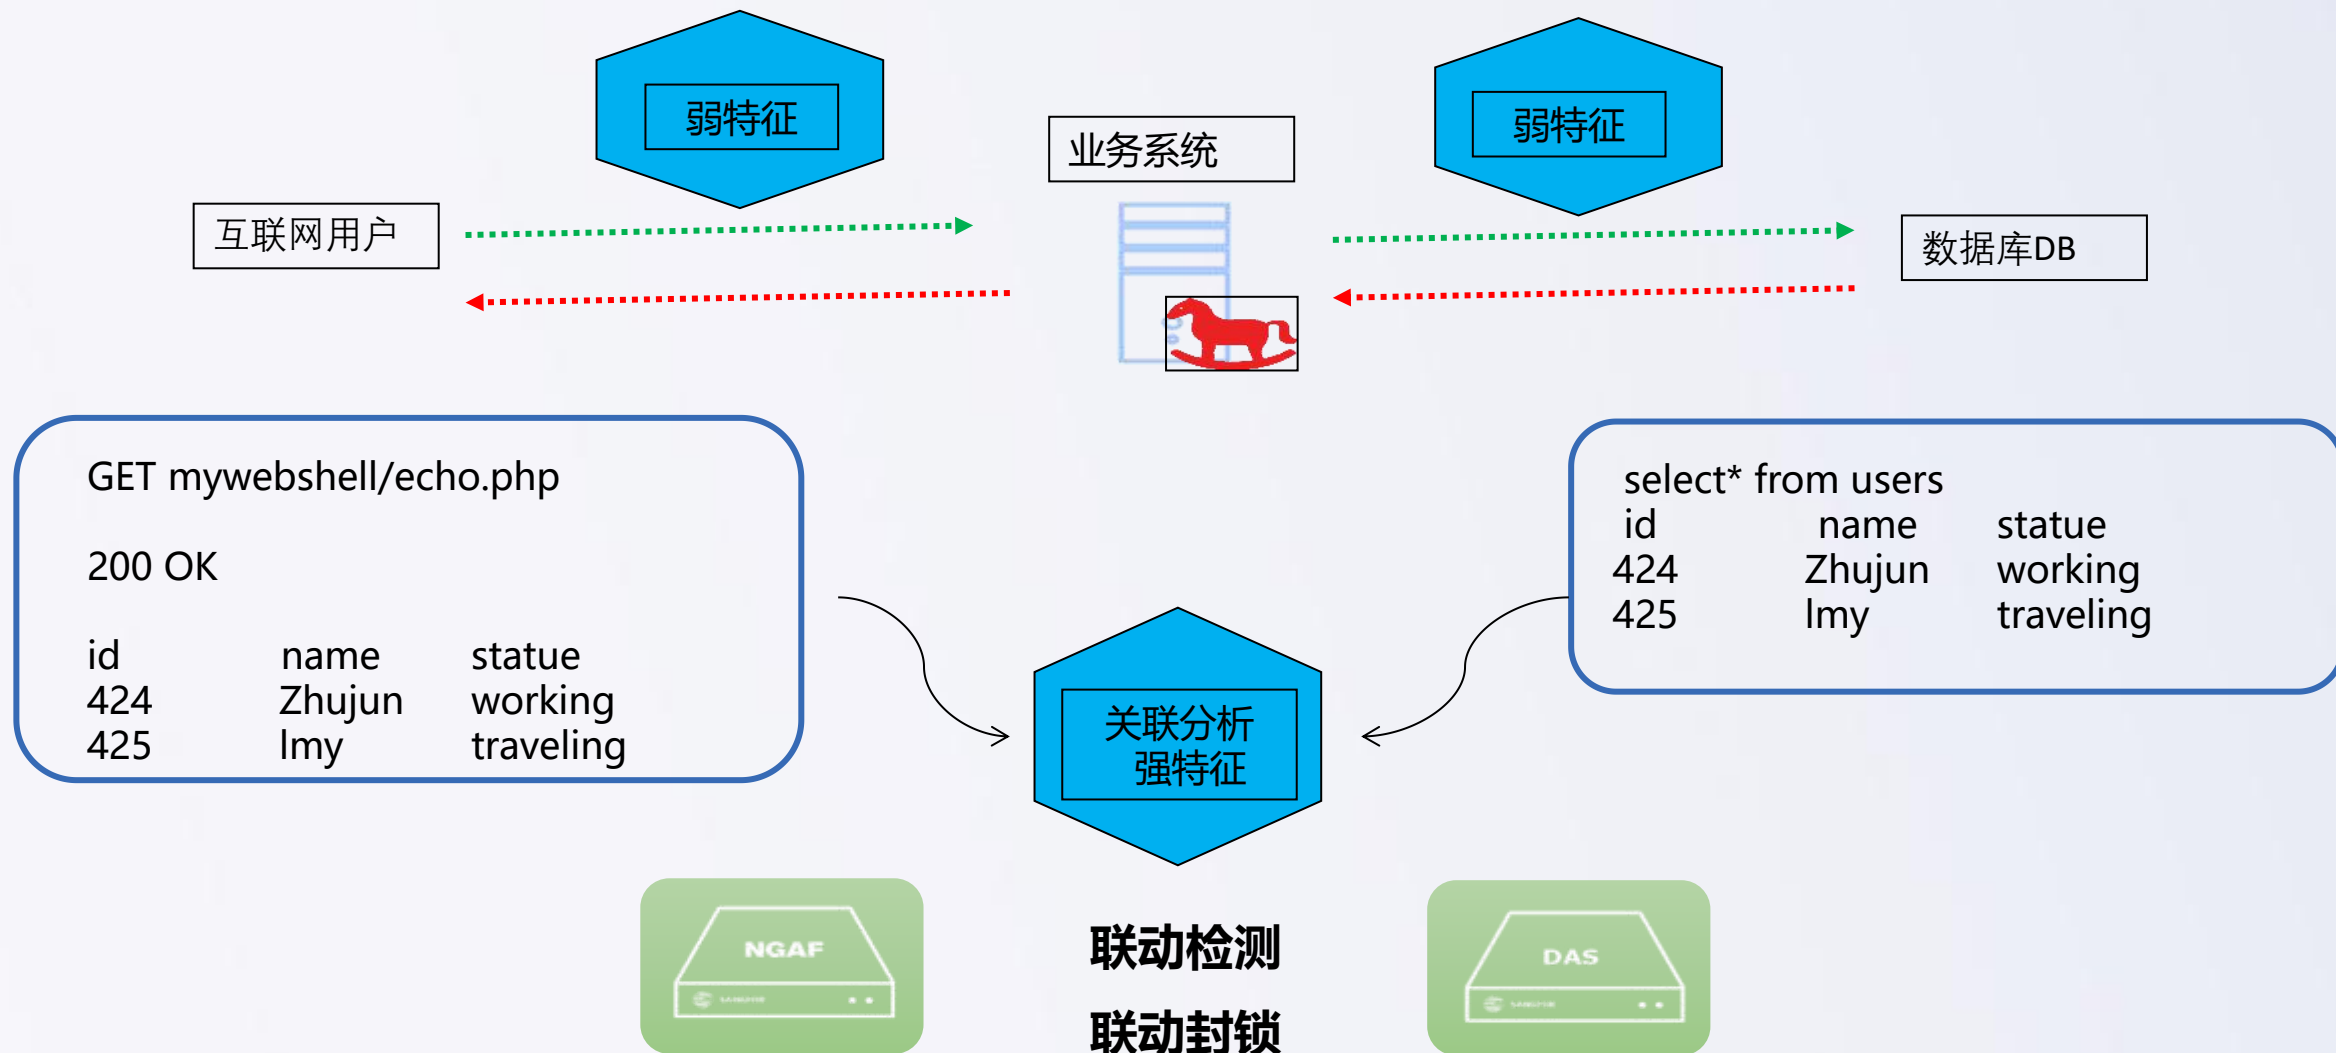 弱特征
弱特征
业务系统
互联网用户
数据库DB
GET mywebshell/echo.php
200 OK
id name statue
424 Zhujun working
425 lmy traveling
select* from users
id name statue
424 Zhujun working
425 lmy traveling
关联分析
强特征
NGAF
SANGFOR
联动检测
联动封锁
DAS
SANGFOR